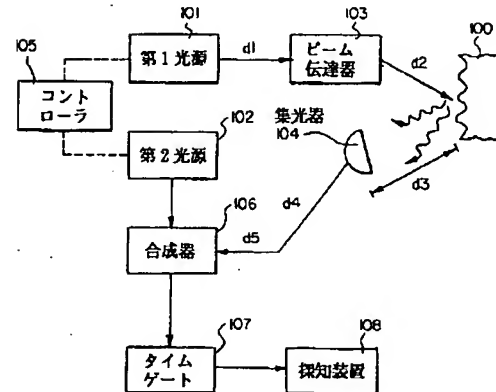 101
第1光源
d1
103
ビーム
伝達器
d2
100
105
コント
ローラ
102
第2光源
集光器
104
d3
d4
d5
106
合成器
107
タイム
ゲート
108
探知装置